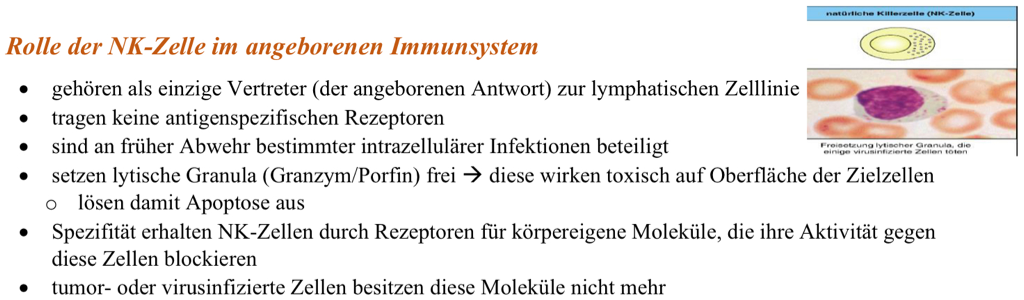 natürliche Killerzelle (NK-Zelle)
Rolle der NK-Zelle im angeborenen Immunsystem
• gehören als einzige Vertreter (der angeborenen Antwort) zur lymphatischen Zelllinie
• tragen keine antigenspezifischen Rezeptoren
• sind an früher Abwehr bestimmter intrazellulärer Infektionen beteiligt
Freisetzung lytischer Granula, die
einige virusinfizierte Zellen töten
• setzen lytische Granula (Granzym/Porfin) frei → diese wirken toxisch auf Oberfläche der Zielzellen
o lösen damit Apoptose aus
• Spezifität erhalten NK-Zellen durch Rezeptoren für körpereigene Moleküle, die ihre Aktivität gegen
diese Zellen blockieren
• tumor- oder virusinfizierte Zellen besitzen diese Moleküle nicht mehr